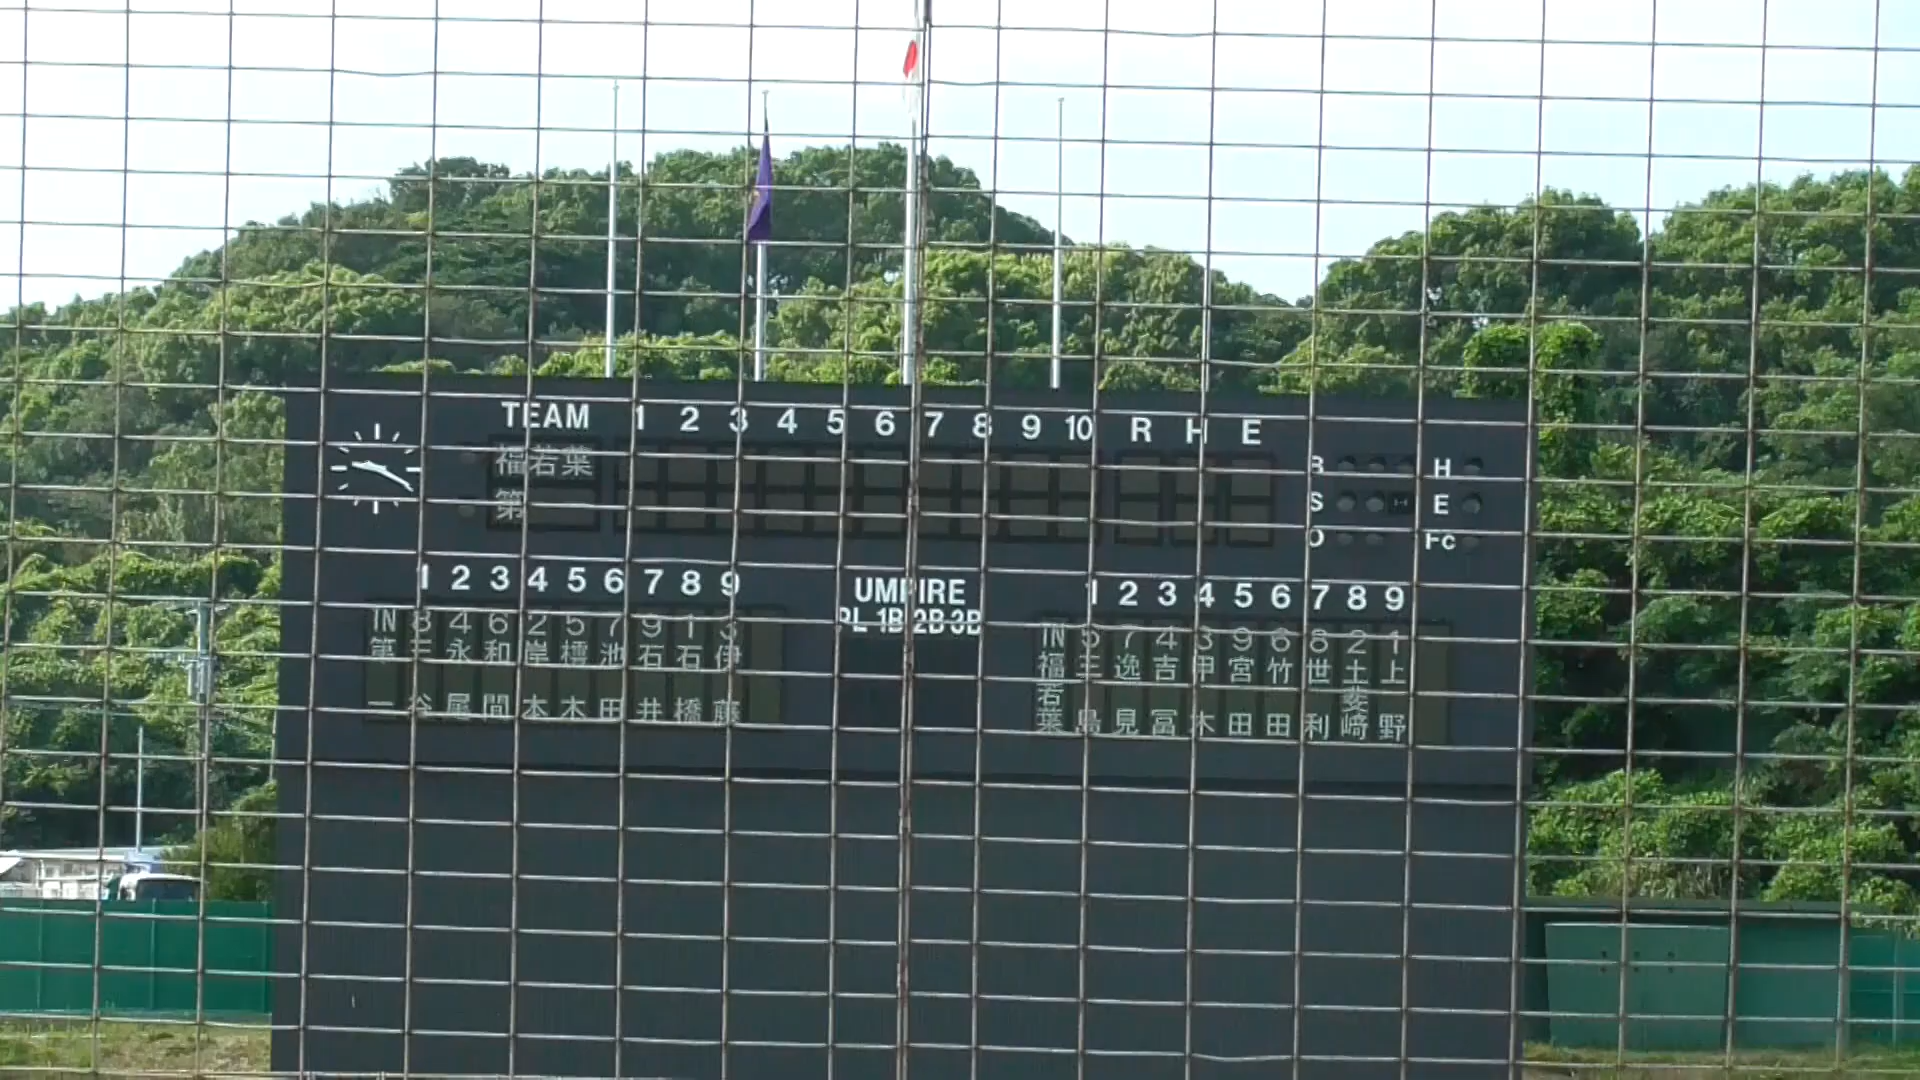 TEAM 1 2 3 4 5 6 7 8 9 10 R H E
福若葉
第一
B H
S E
O FC
1 2 3 4 5 6 7 8 9
IN 8 4 6 2 5 7 9 1 3
第一 三谷 永尾 和間 岸本 樗木 池田 石井 石橋 伊藤
UMPIRE
PL 1B 2B 3B
1 2 3 4 5 6 7 8 9
IN 5 7 4 3 9 6 8 2 1
福若葉 三島 逸見 吉冨 甲木 宮田 竹田 世利 土斐崎 上野